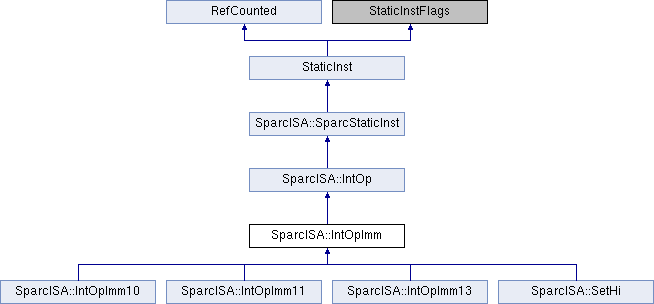 RefCounted
StaticInstFlags
StaticInst
SparcISA::SparcStaticInst
SparcISA::IntOp
SparcISA::IntOpImm
SparcISA::IntOpImm10
SparcISA::IntOpImm11
SparcISA::IntOpImm13
SparcISA::SetHi